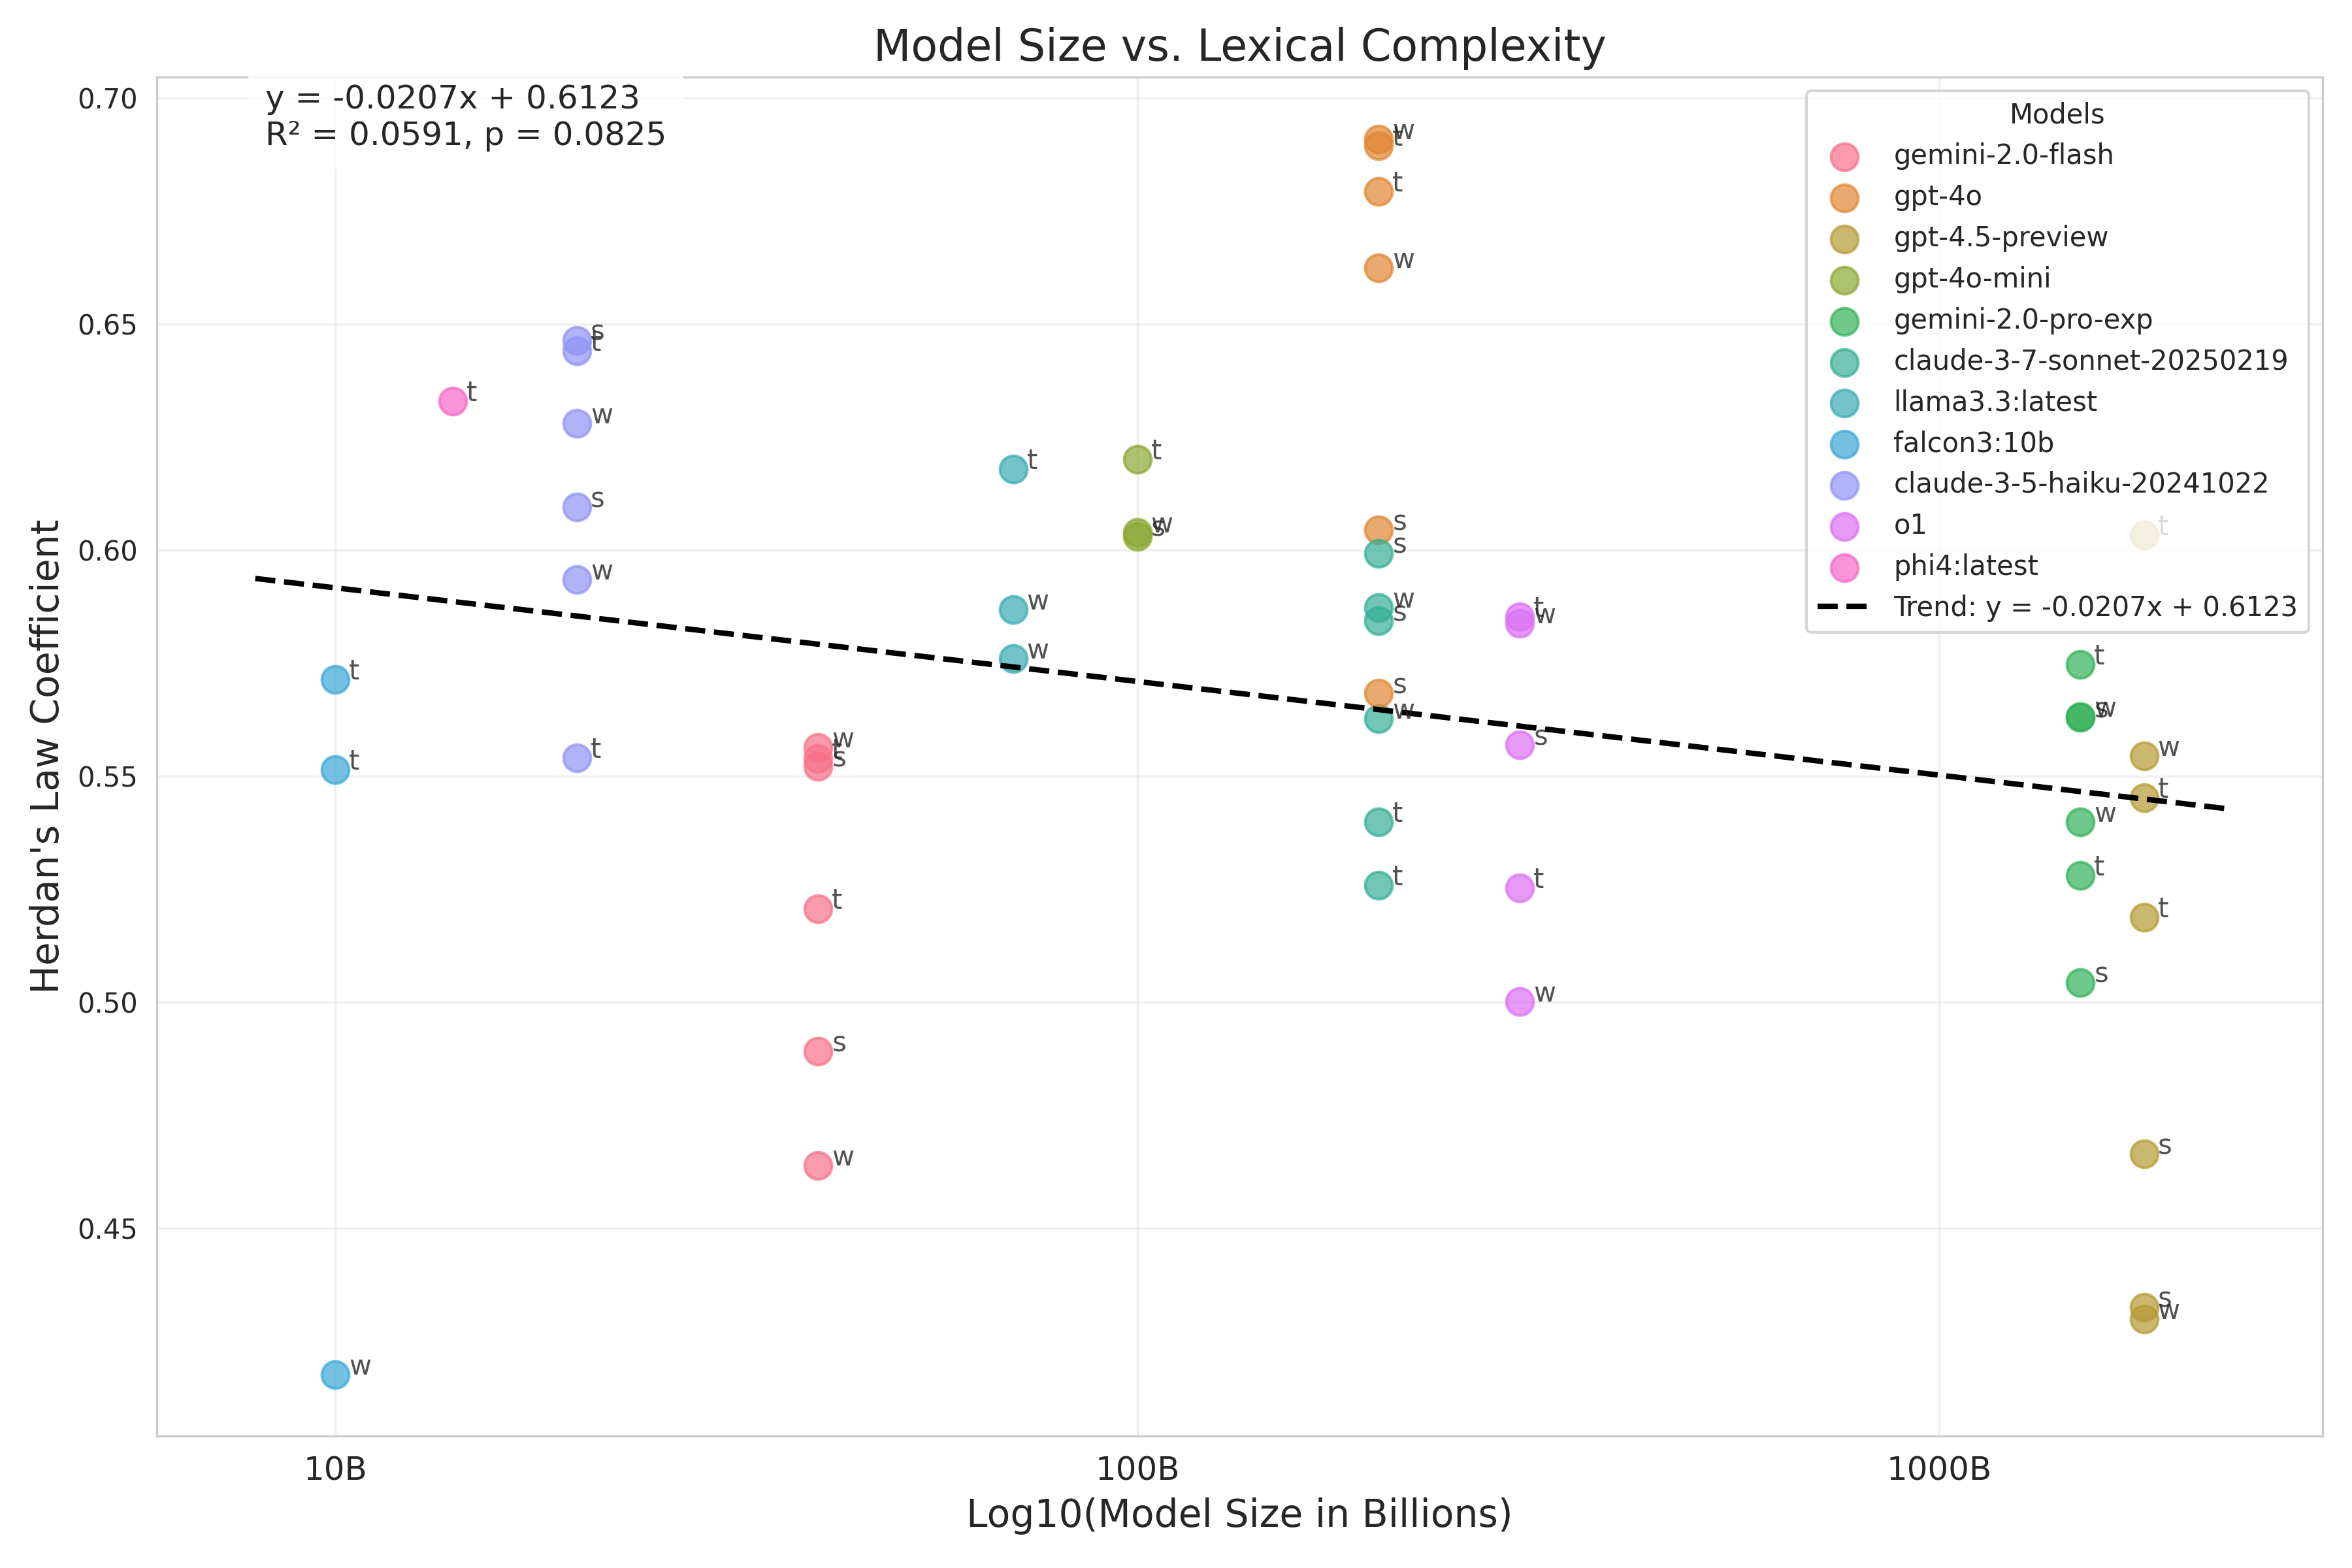 Model Size vs. Lexical Complexity
y = -0.0207x + 0.6123
R² = 0.0591, p = 0.0825
Models
gemini-2.0-flash
gpt-4o
gpt-4.5-preview
gpt-4o-mini
gemini-2.0-pro-exp
claude-3-7-sonnet-20250219
llama3.3:latest
falcon3:10b
claude-3-5-haiku-20241022
o1
phi4:latest
Trend: y = -0.0207x + 0.6123
Herdan's Law Coefficient
0.70
0.65
0.60
0.55
0.50
0.45
t
t
w
t
s
t
w
s
w
t
w
s
t
s
w
t
w
w
t
w
s
w
t
t
w
s
s
w
s
s
w
t
t
t
w
s
t
w
t
s
w
w
t
s
t
w
t
t
s
s
w
10B
100B
1000B
Log10(Model Size in Billions)